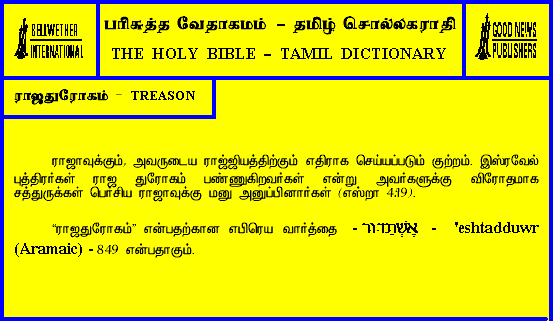 BELLWETHER
INTERNATIONAL
பரிசுத்த வேதாகமம் – தமிழ் சொல்லகராதி
THE HOLY BIBLE – TAMIL DICTIONARY
GOOD NEWS
PUBLISHERS
ராஜதுரோகம் – TREASON
ராஜாவுக்கும், அவருடைய ராஜ்ஜியத்திற்கும் எதிராக செய்யப்படும் குற்றம். இஸ்ரவேல்
புத்திரர்கள் ராஜ துரோகம் பண்ணுகிறவர்கள் என்று அவர்களுக்கு விரோதமாக
சத்துருக்கள் பெர்சிய ராஜாவுக்கு மனு அனுப்பினார்கள் (எஸ்றா 4:19).
“ராஜதுரோகம்” என்பதற்கான எபிரெய வார்த்தை - אֶשְׁתַּדּוּר - 'eshtadduwr
(Aramaic) - 849 என்பதாகும்.